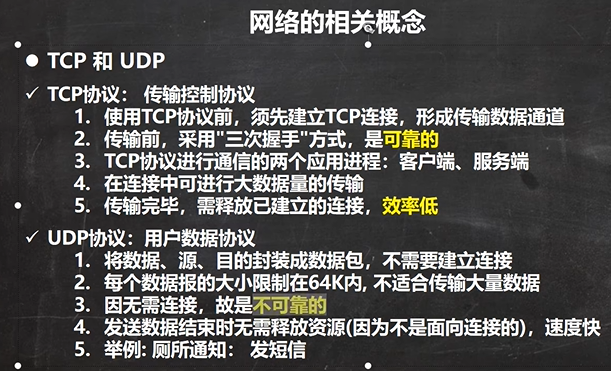 网络的相关概念
● TCP 和 UDP
✓ TCP协议： 传输控制协议
1. 使用TCP协议前，须先建立TCP连接，形成传输数据通道
2. 传输前，采用"三次握手"方式，是可靠的
3. TCP协议进行通信的两个应用进程：客户端、服务端
4. 在连接中可进行大数据量的传输
5. 传输完毕，需释放已建立的连接，效率低
✓ UDP协议：用户数据协议
1. 将数据、源、目的封装成数据包，不需要建立连接
2. 每个数据报的大小限制在64K内, 不适合传输大量数据
3. 因无需连接，故是不可靠的
4. 发送数据结束时无需释放资源(因为不是面向连接的)，速度快
5. 举例: 厕所通知： 发短信